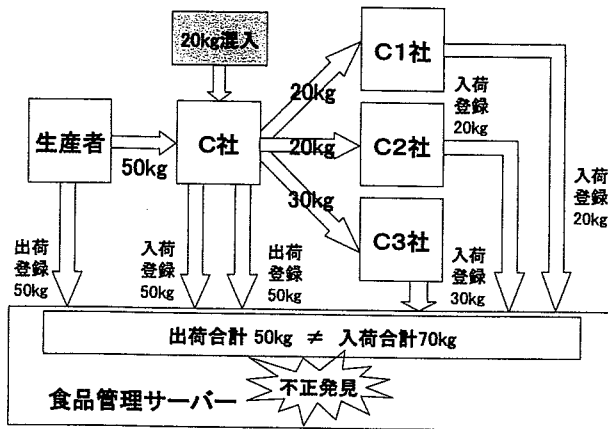 20kg混入
C1社
20kg
入荷
登録
20kg
生産者
50kg
C社
20kg
C2社
30kg
入荷
登録
20kg
C3社
出荷
登録
50kg
入荷
登録
50kg
出荷
登録
50kg
入荷
登録
30kg
出荷合計 50kg ≠ 入荷合計70kg
不正発見
食品管理サーバー